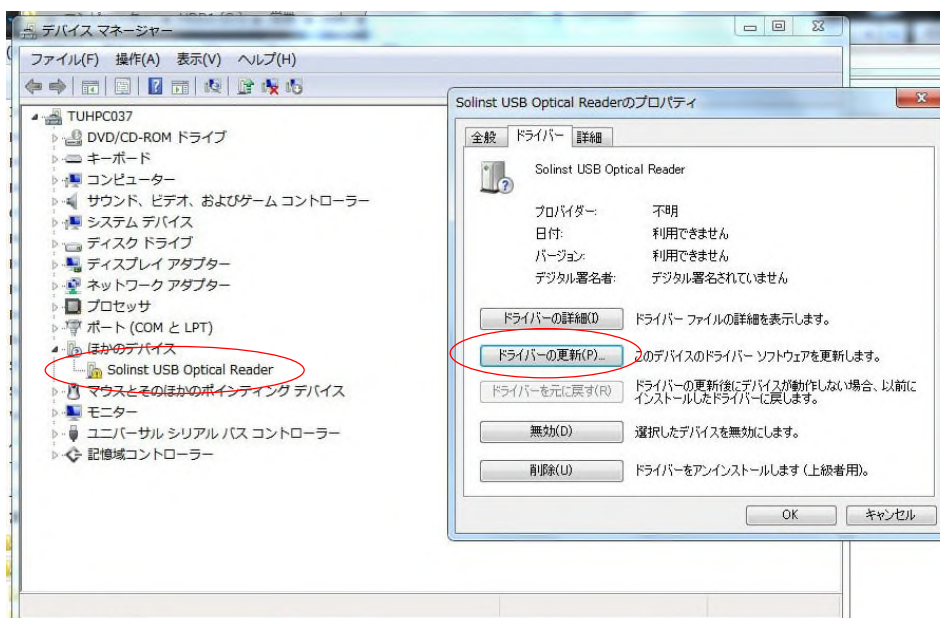 デバイス マネージャー
ファイル(F) 操作(A) 表示(V) ヘルプ(H)
TUHPC037
DVD/CD-ROM ドライブ
キーボード
コンピューター
サウンド、ビデオ、およびゲーム コントローラー
システム デバイス
ディスク ドライブ
ディスプレイ アダプター
ネットワーク アダプター
プロセッサ
ポート (COM と LPT)
ほかのデバイス
Solinst USB Optical Reader
マウスとそのほかのポインティング デバイス
モニター
ユニバーサル シリアル バス コントローラー
記憶域コントローラー
Solinst USB Optical Readerのプロパティ
全般 ドライバー 詳細
Solinst USB Optical Reader
プロバイダー: 不明
日付: 利用できません
バージョン: 利用できません
デジタル署名者: デジタル署名されていません
ドライバーの詳細(I) ドライバー ファイルの詳細を表示します。
ドライバーの更新(P)... このデバイスのドライバー ソフトウェアを更新します。
ドライバーを元に戻す(R) ドライバーの更新後にデバイスが動作しない場合、以前に
インストールしたドライバーに戻します。
無効(D) 選択したデバイスを無効にします。
削除(U) ドライバーをアンインストールします (上級者用)。
OK キャンセル